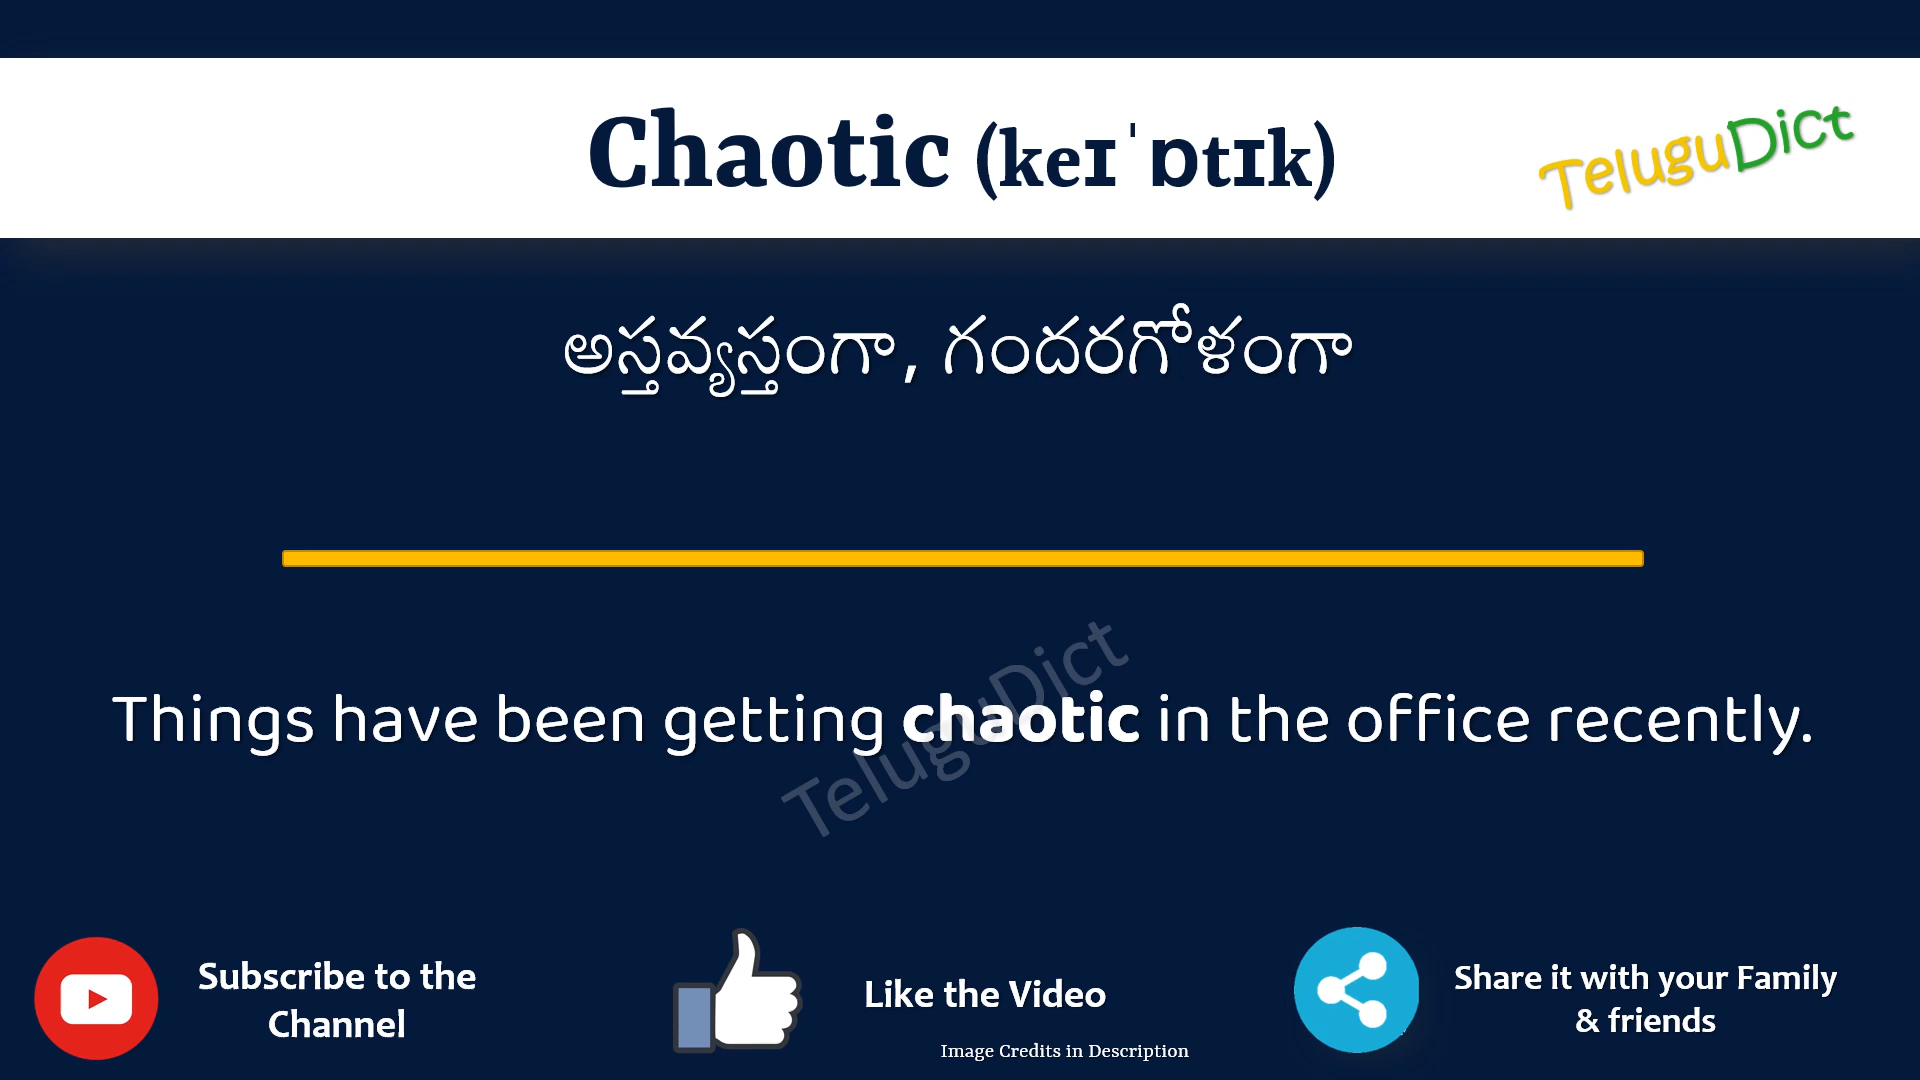 Chaotic (keɪˈɒtɪk)
TeluguDict
అస్తవ్యస్తంగా, గందరగోళంగా
Things have been getting chaotic in the office recently.
TeluguDict
Subscribe to the
Channel
Like the Video
Share it with your Family
& friends
Image Credits in Description